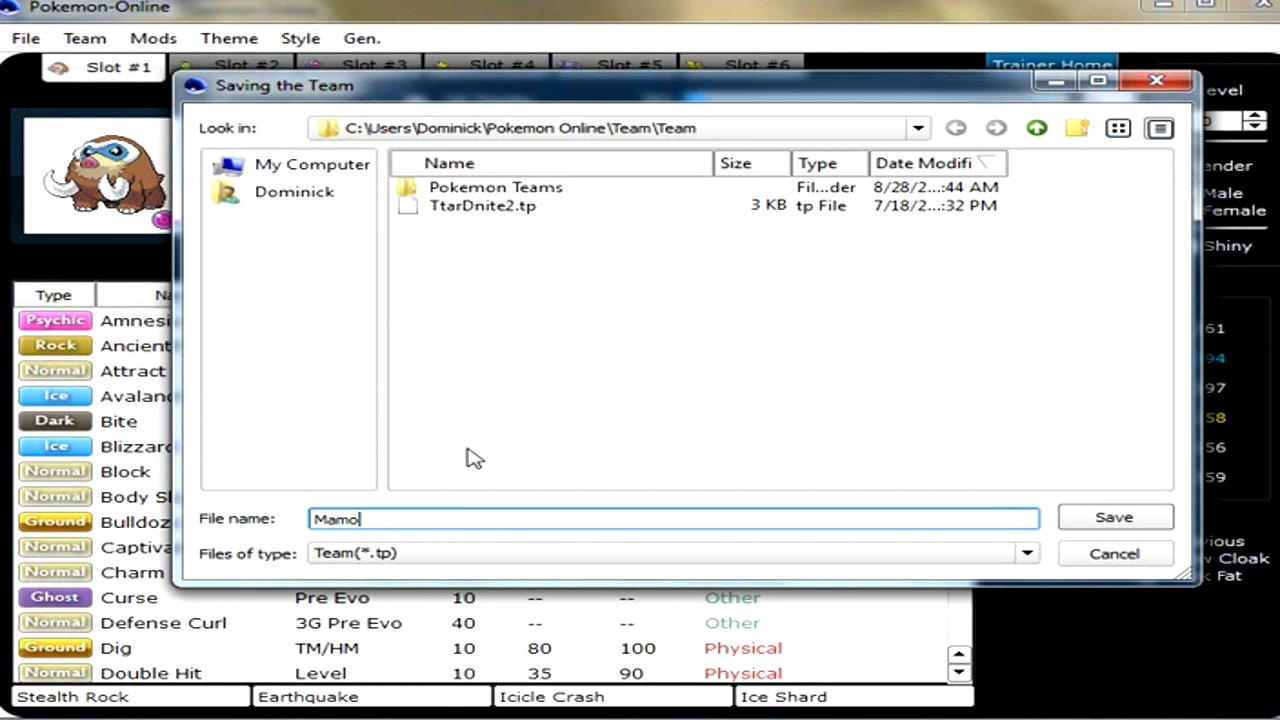 Pokemon-Online
File Team Mods Theme Style Gen.
Slot #1 Slot #2 Slot #3 Slot #4 Slot #5 Slot #6 Trainer Home
Saving the Team
evel
Look in: C:\Users\Dominick\Pokemon Online\Team\Team
0
My Computer
Dominick
Name Size Type Date Modifi
Pokemon Teams Fil...der 8/28/2...:44 AM
TtarDnite2.tp 3 KB tp File 7/18/2...:32 PM
ender
Male
Female
Shiny
Type Na
Psychic Amnesi
Rock Ancient
Normal Attract
Ice Avalanc
Dark Bite
Ice Blizzard
Normal Block
Normal Body Sl
Ground Bulldoz
Normal Captiva
Normal Charm
61
94
97
58
56
59
File name: Mamo Save
Files of type: Team(*.tp) Cancel
ious
w Cloak
k Fat
Ghost Curse Pre Evo 10 -- -- Other
Normal Defense Curl 3G Pre Evo 40 -- -- Other
Ground Dig TM/HM 10 80 100 Physical
Normal Double Hit Level 10 35 90 Physical
Stealth Rock Earthquake Icicle Crash Ice Shard